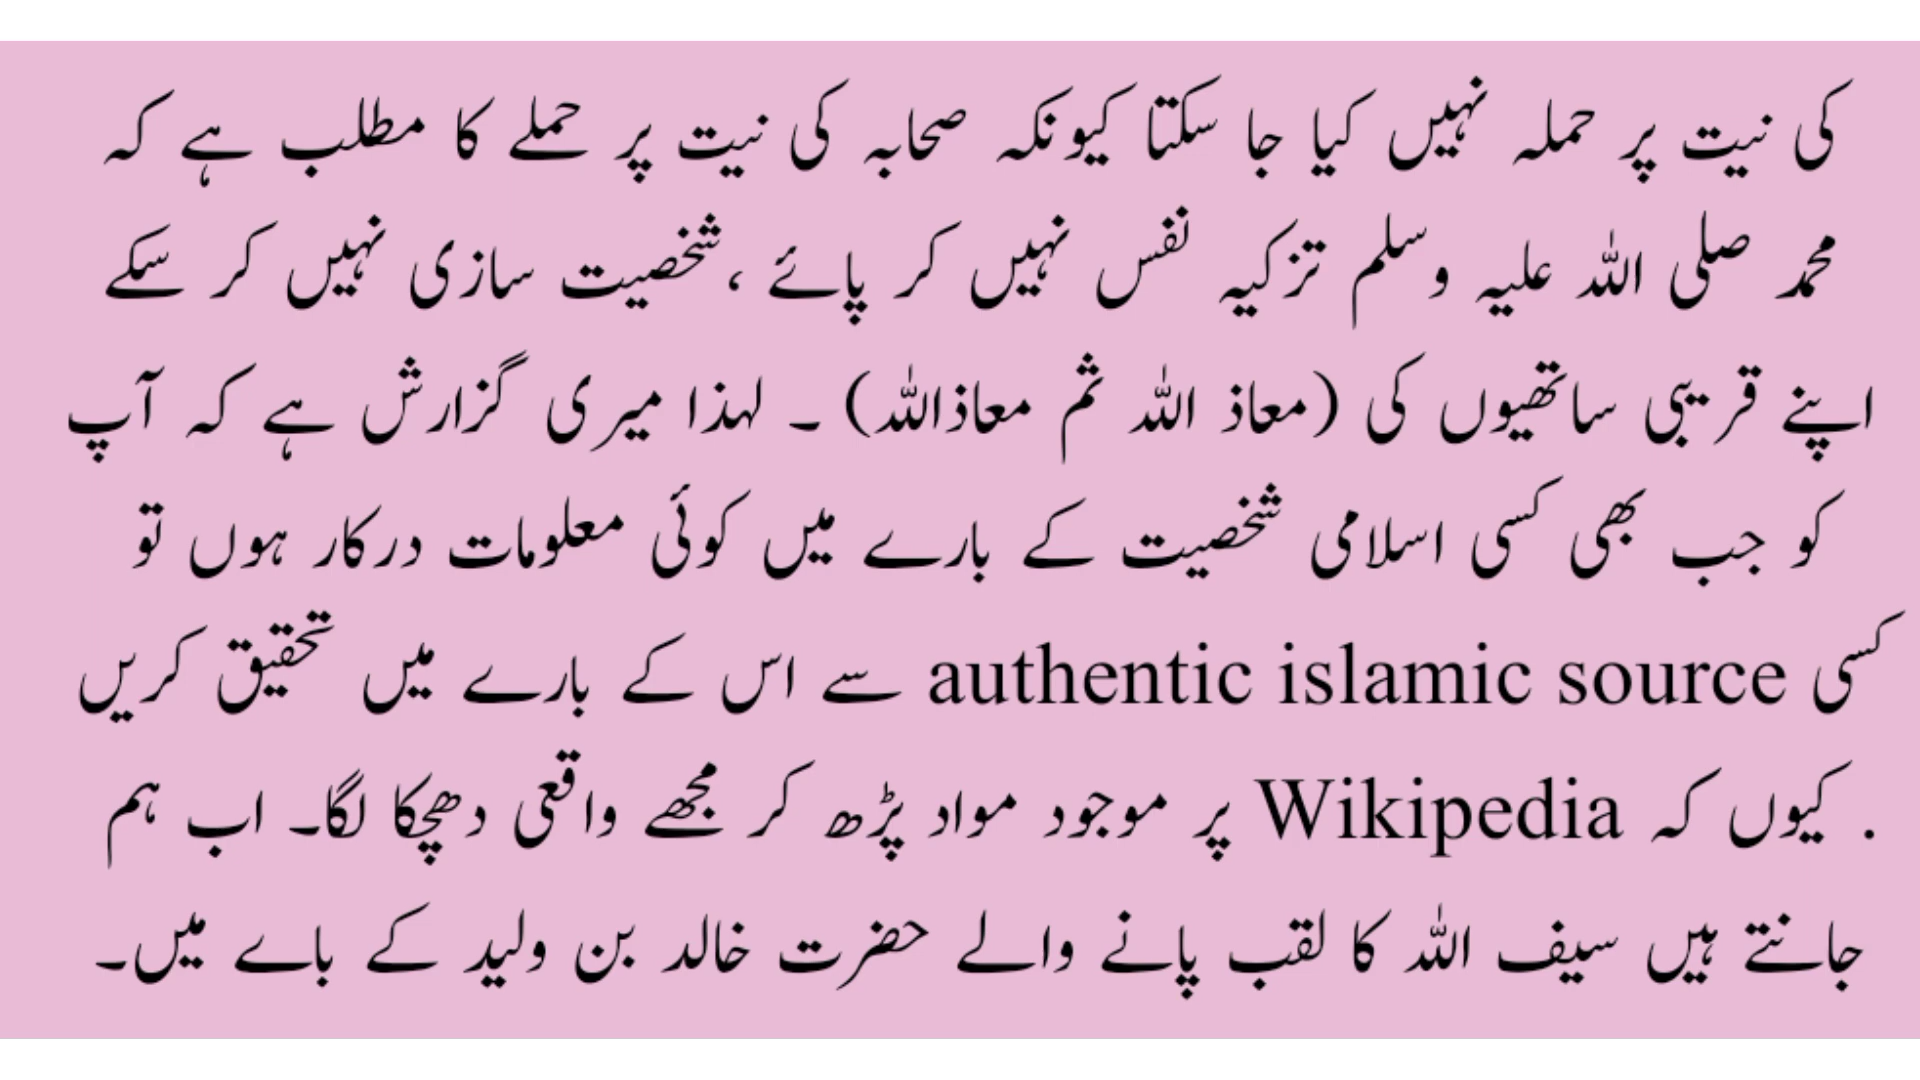 کی نیت پر حملہ نہیں کیا جا سکتا کیونکہ صحابہ کی نیت پر حملے کا مطلب ہے کہ
محمد صلی اللہ علیہ وسلم تزکیہ نفس نہیں کر پائے ،شخصیت سازی نہیں کر سکے
اپنے قریبی ساتھیوں کی (معاذ اللہ ثم معاذاللہ) ۔ لہذا میری گزارش ہے کہ آپ
کو جب بھی کسی اسلامی شخصیت کے بارے میں کوئی معلومات درکار ہوں تو
کسی authentic islamic source سے اس کے بارے میں تحقیق کریں
. کیوں کہ Wikipedia پر موجود مواد پڑھ کر مجھے واقعی دھچکا لگا۔ اب ہم
جانتے ہیں سیف اللہ کا لقب پانے والے حضرت خالد بن ولید کے باے میں۔